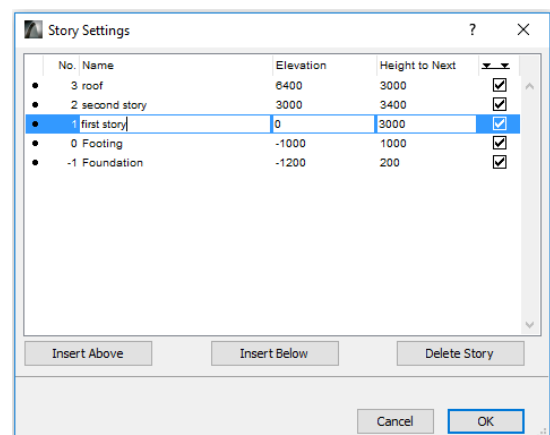 Story Settings ? ×
No. Name Elevation Height to Next
3 roof 6400 3000
2 second story 3000 3400
1 first story 0 3000
0 Footing -1000 1000
-1 Foundation -1200 200
Insert Above Insert Below Delete Story
Cancel OK